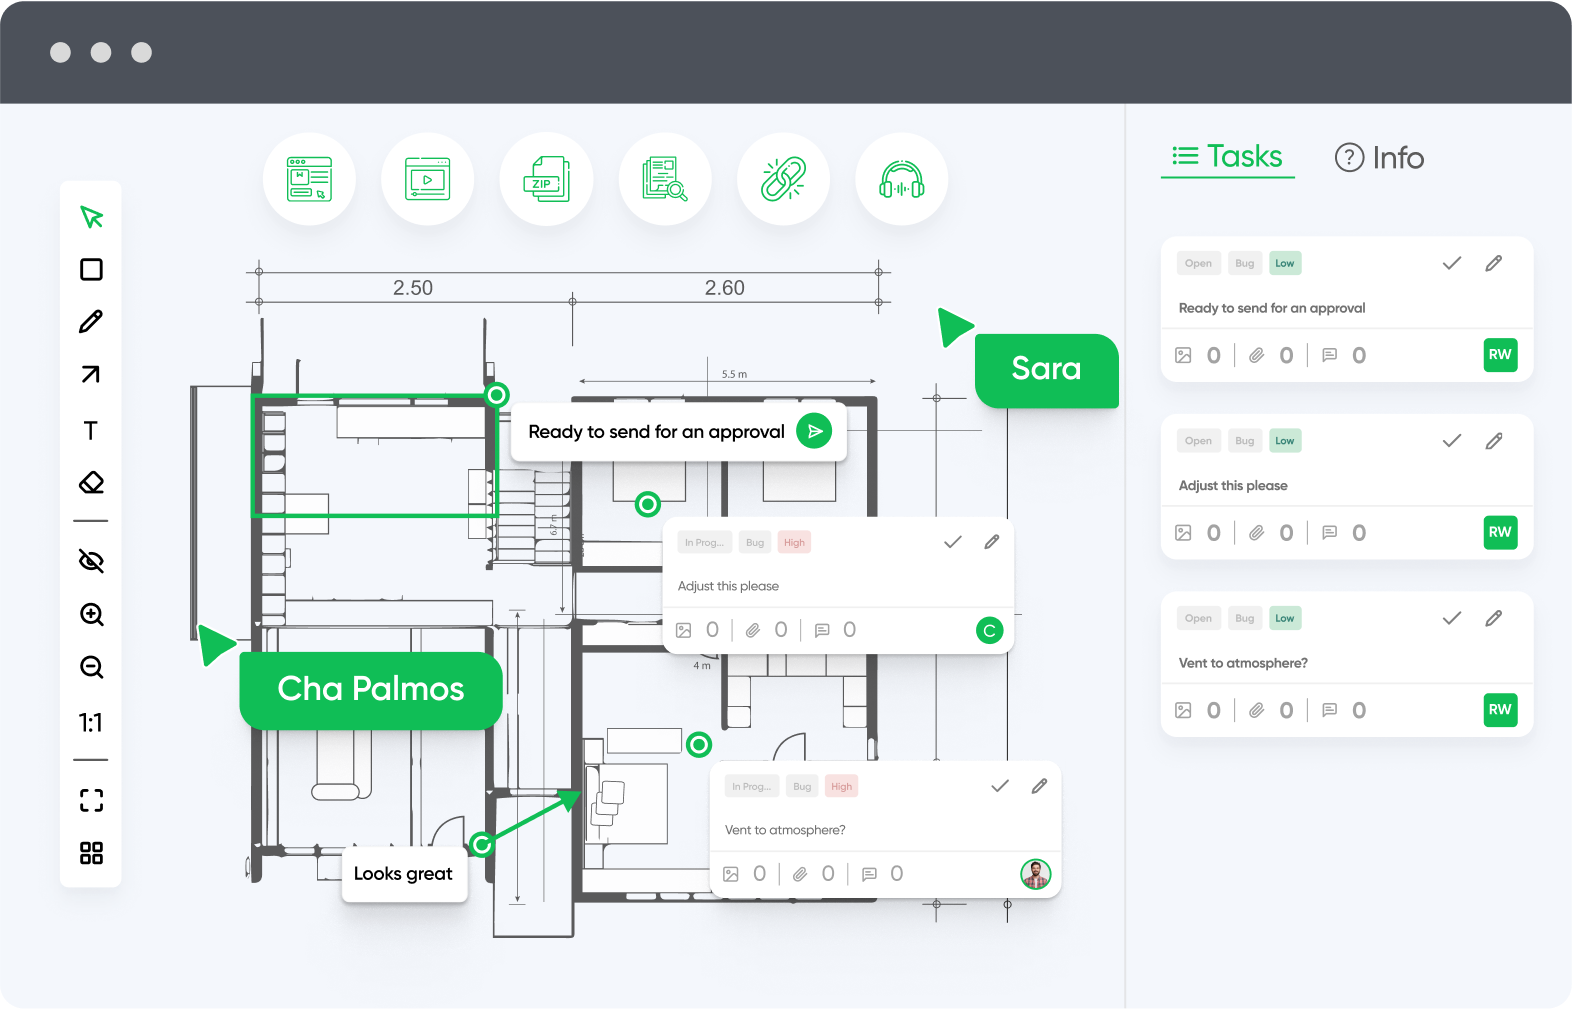 Tasks
? Info
ZIP
2.50
2.60
5.5 m
Sara
Ready to send for an approval
6.7 m
In Prog... Bug High
Adjust this please
0 0 0
C
4 m
Cha Palmos
In Prog... Bug High
Vent to atmosphere?
0 0 0
Looks great
T
1:1
Open Bug Low
Ready to send for an approval
0 0 0 RW
Open Bug Low
Adjust this please
0 0 0 RW
Open Bug Low
Vent to atmosphere?
0 0 0 RW